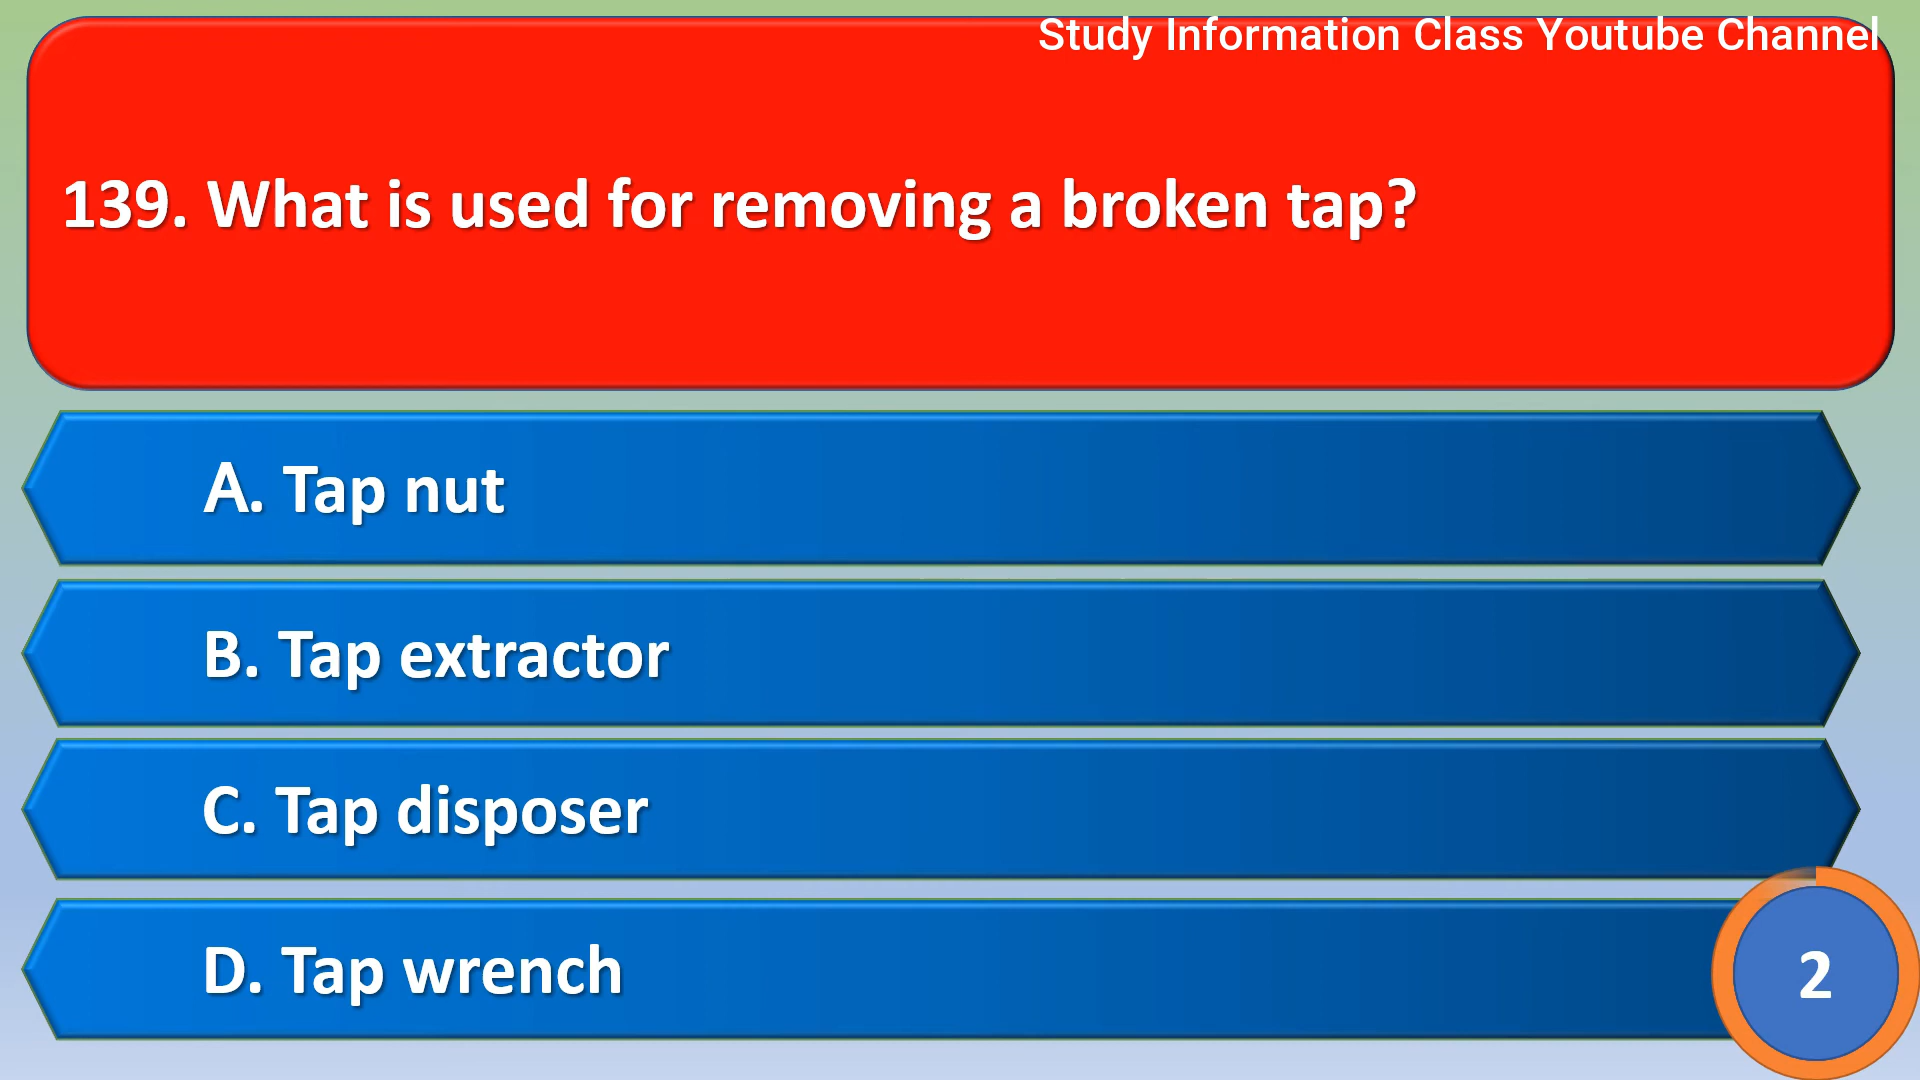 Study Information Class Youtube Channel
139. What is used for removing a broken tap?
A. Tap nut
B. Tap extractor
C. Tap disposer
D. Tap wrench
2